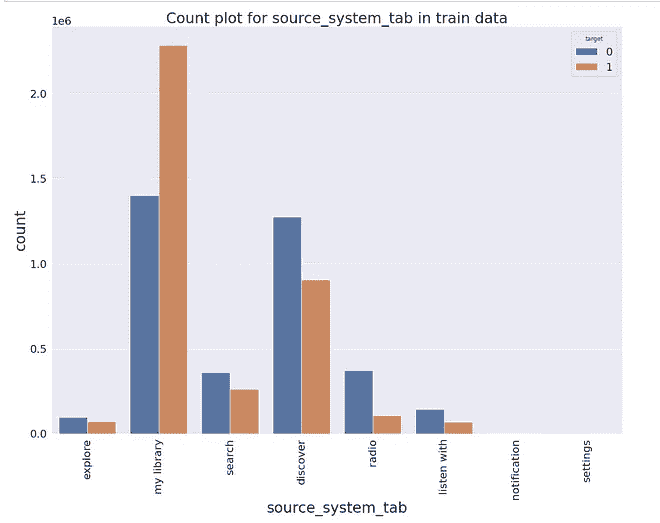 Count plot for source_system_tab in train data
1e6
target
0
1
2.0
1.5
1.0
0.5
0.0
count
explore
my library
search
discover
radio
listen with
notification
settings
source_system_tab